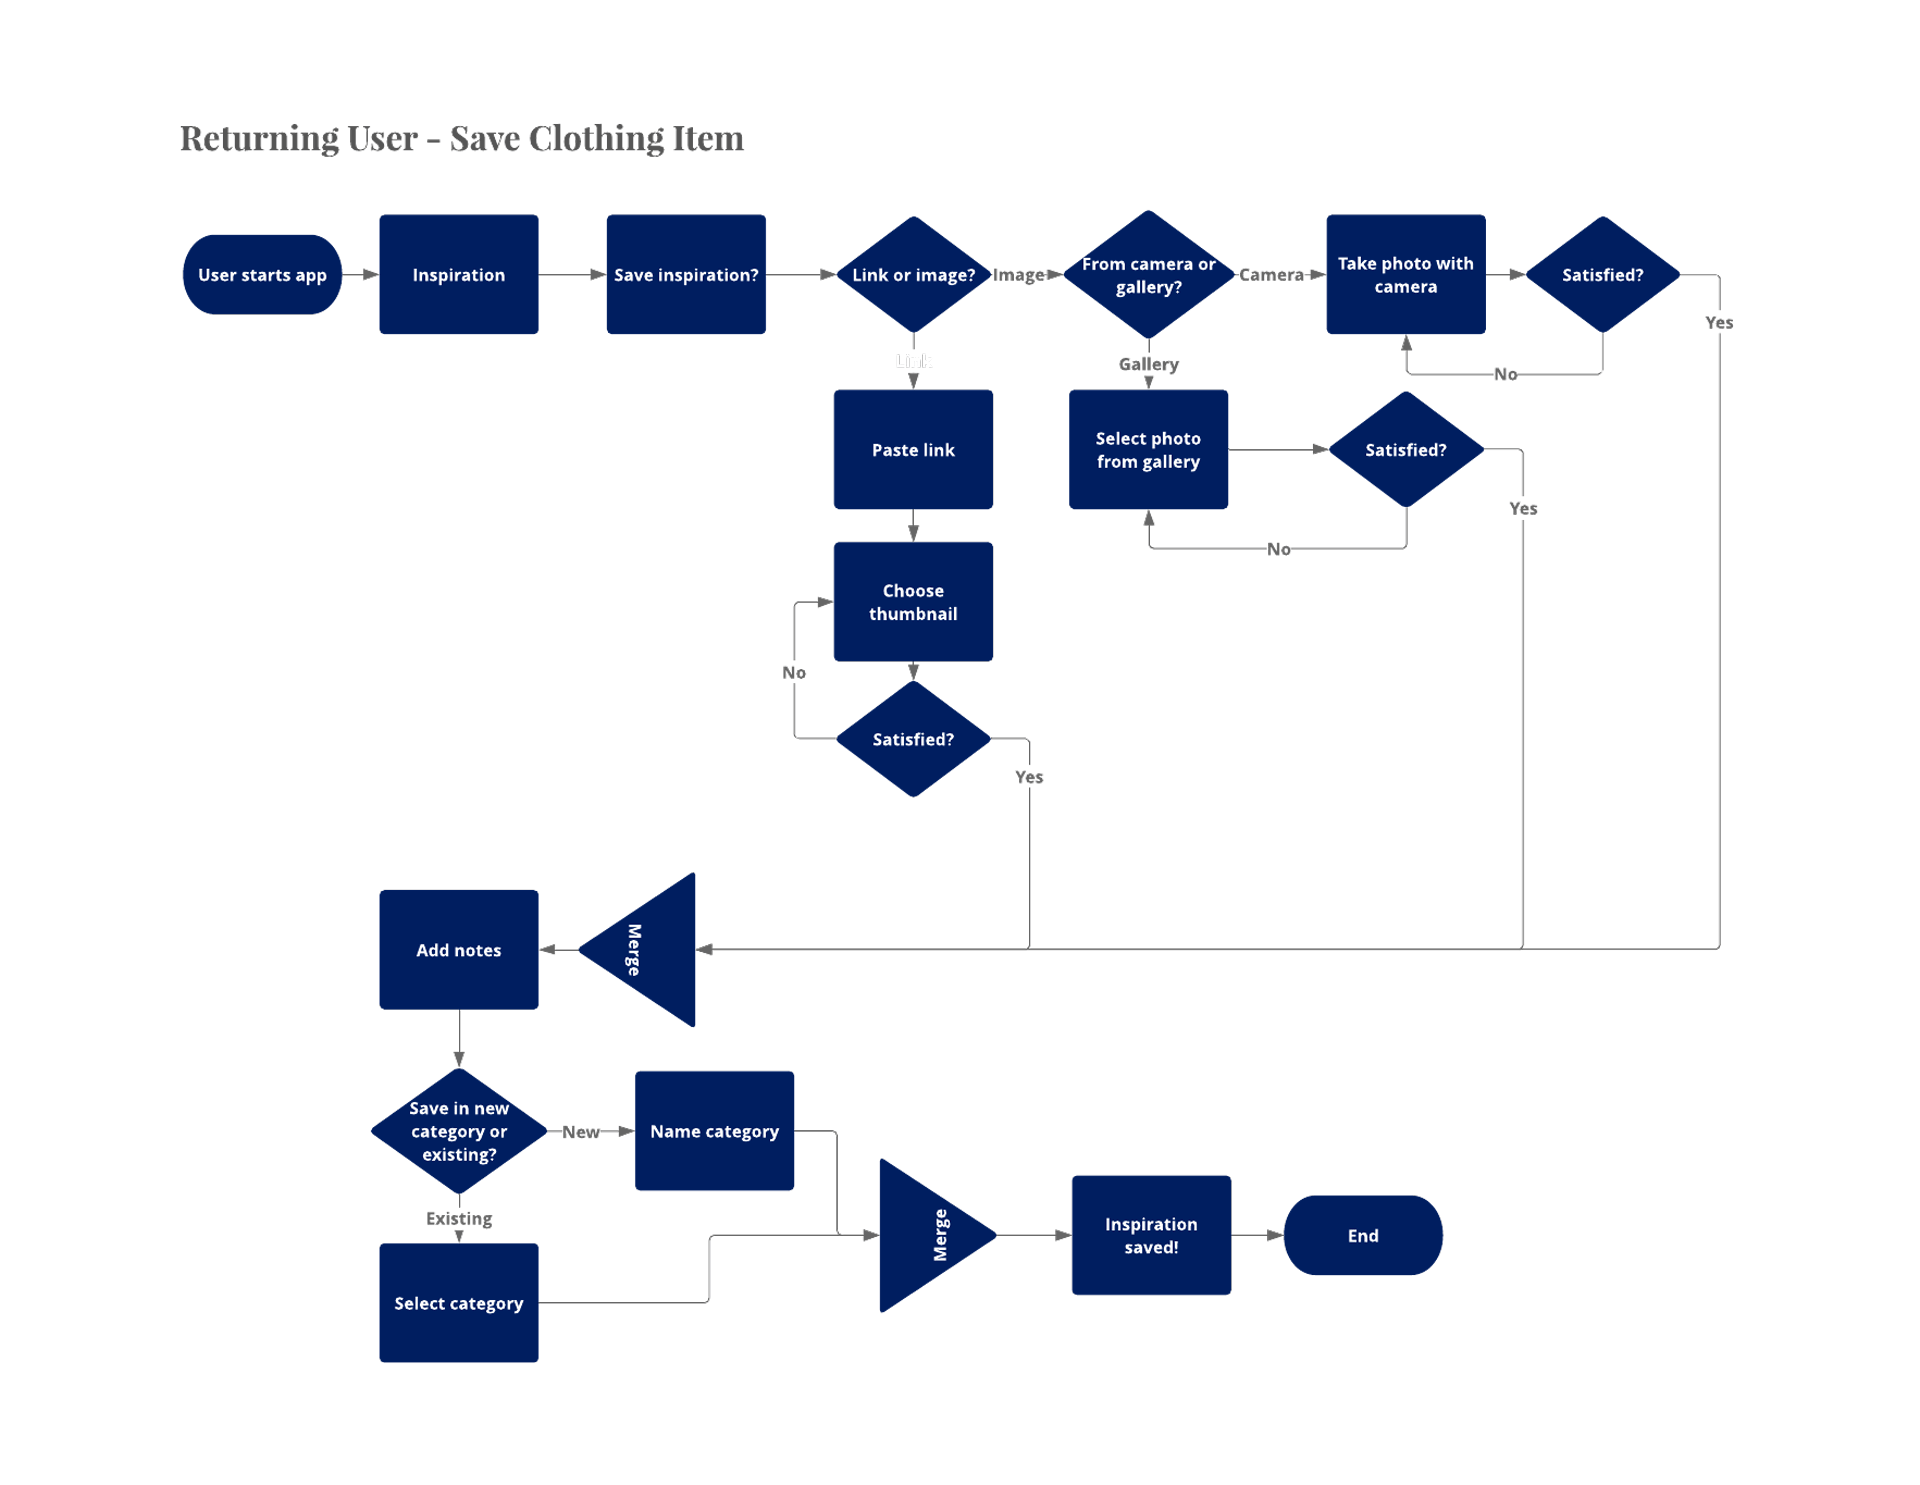 Returning User - Save Clothing Item
User starts app
Inspiration
Save inspiration?
Link or image?
Image
From camera or
gallery?
Camera
Take photo with
camera
Satisfied?
Yes
No
Link
Gallery
Paste link
Select photo
from gallery
Satisfied?
Yes
No
Choose
thumbnail
No
Satisfied?
Yes
Add notes
Merge
Save in new
category or
existing?
New
Name category
Existing
Select category
Merge
Inspiration
saved!
End